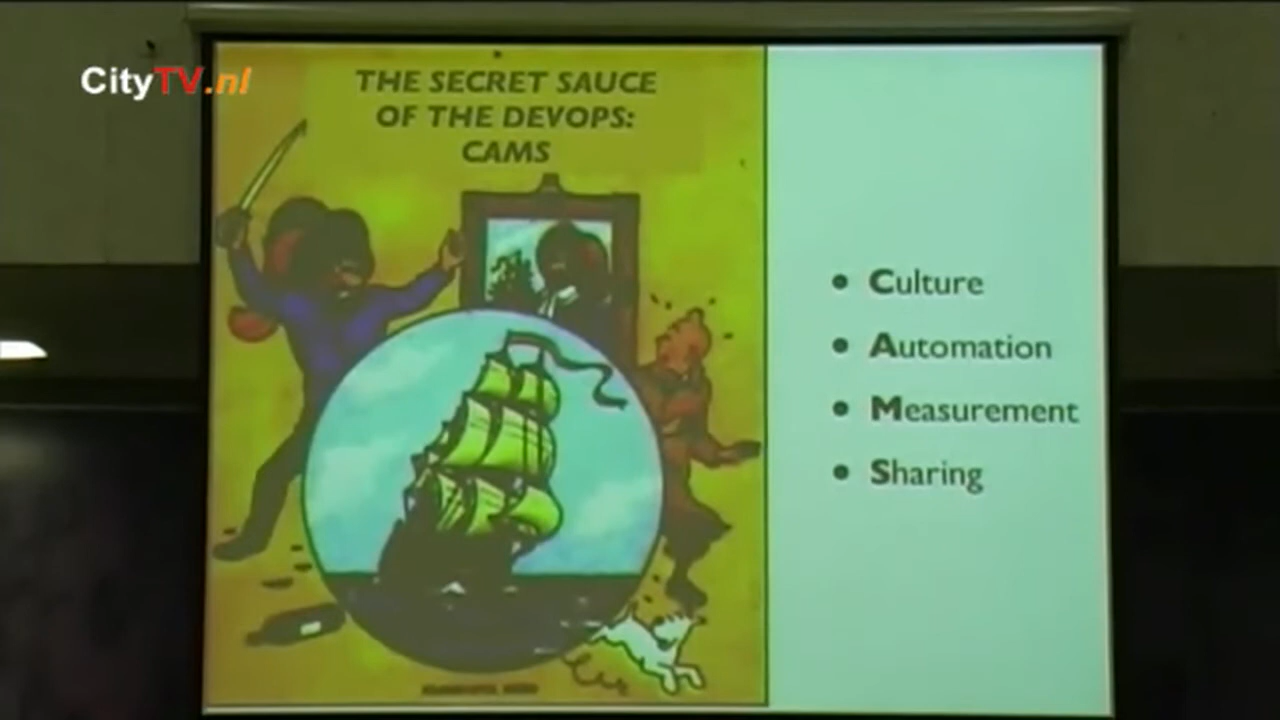 CityTV.nl
THE SECRET SAUCE
OF THE DEVOPS:
CAMS
• Culture
• Automation
• Measurement
• Sharing